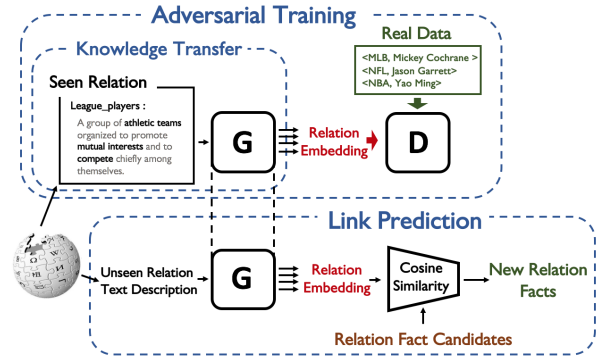 Adversarial Training
Knowledge Transfer
Real Data
<MLB, Mickey Cochrane >
<NFL, Jason Garrett>
<NBA, Yao Ming>
Seen Relation
League_players :
A group of athletic teams
organized to promote
mutual interests and to
compete chiefly among
themselves.
G
Relation
Embedding
D
Link Prediction
Unseen Relation
Text Description
G
Relation
Embedding
Cosine
Similarity
New Relation
Facts
Relation Fact Candidates